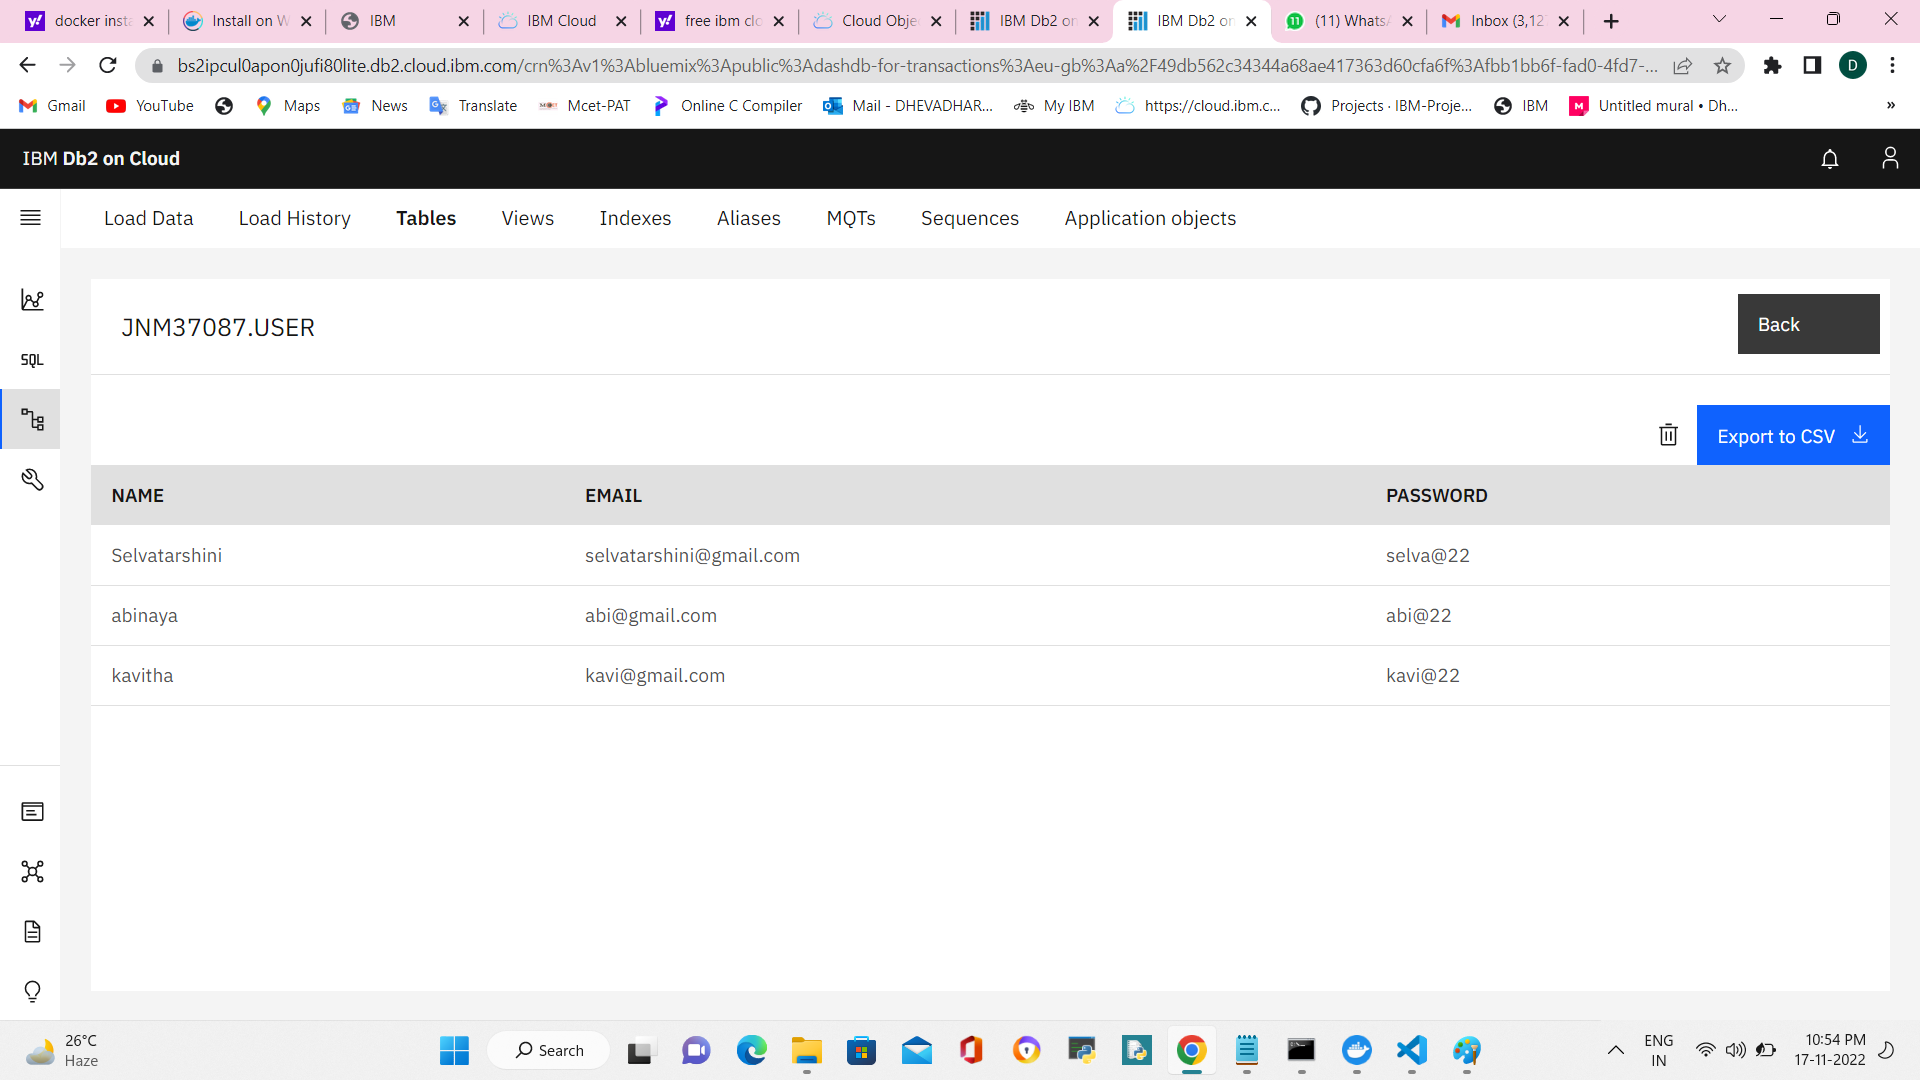 docker inst
Install on W
IBM
IBM Cloud
free ibm clo
Cloud Obje
IBM Db2 on
IBM Db2 on
(11) WhatsA
Inbox (3,12
bs2ipcul0apon0jufi80lite.db2.cloud.ibm.com/crn%3Av1%3Abluemix%3Apublic%3Adashdb-for-transactions%3Aeu-gb%3Aa%2F49db562c34344a68ae417363d60cfa6f%3Afbb1bb6f-fad0-4fd7-...
D
Gmail
YouTube
Maps
News
Translate
Mcet-PAT
Online C Compiler
Mail - DHEVADHAR...
My IBM
https://cloud.ibm.c...
Projects · IBM-Proje...
IBM
Untitled mural • Dh...
»
IBM Db2 on Cloud
Load Data
Load History
Tables
Views
Indexes
Aliases
MQTs
Sequences
Application objects
SQL
JNM37087.USER
Back
Export to CSV
NAME EMAIL PASSWORD
Selvatarshini selvatarshini@gmail.com selva@22
abinaya abi@gmail.com abi@22
kavitha kavi@gmail.com kavi@22
26°C
Haze
Search
ENG
IN
10:54 PM
17-11-2022